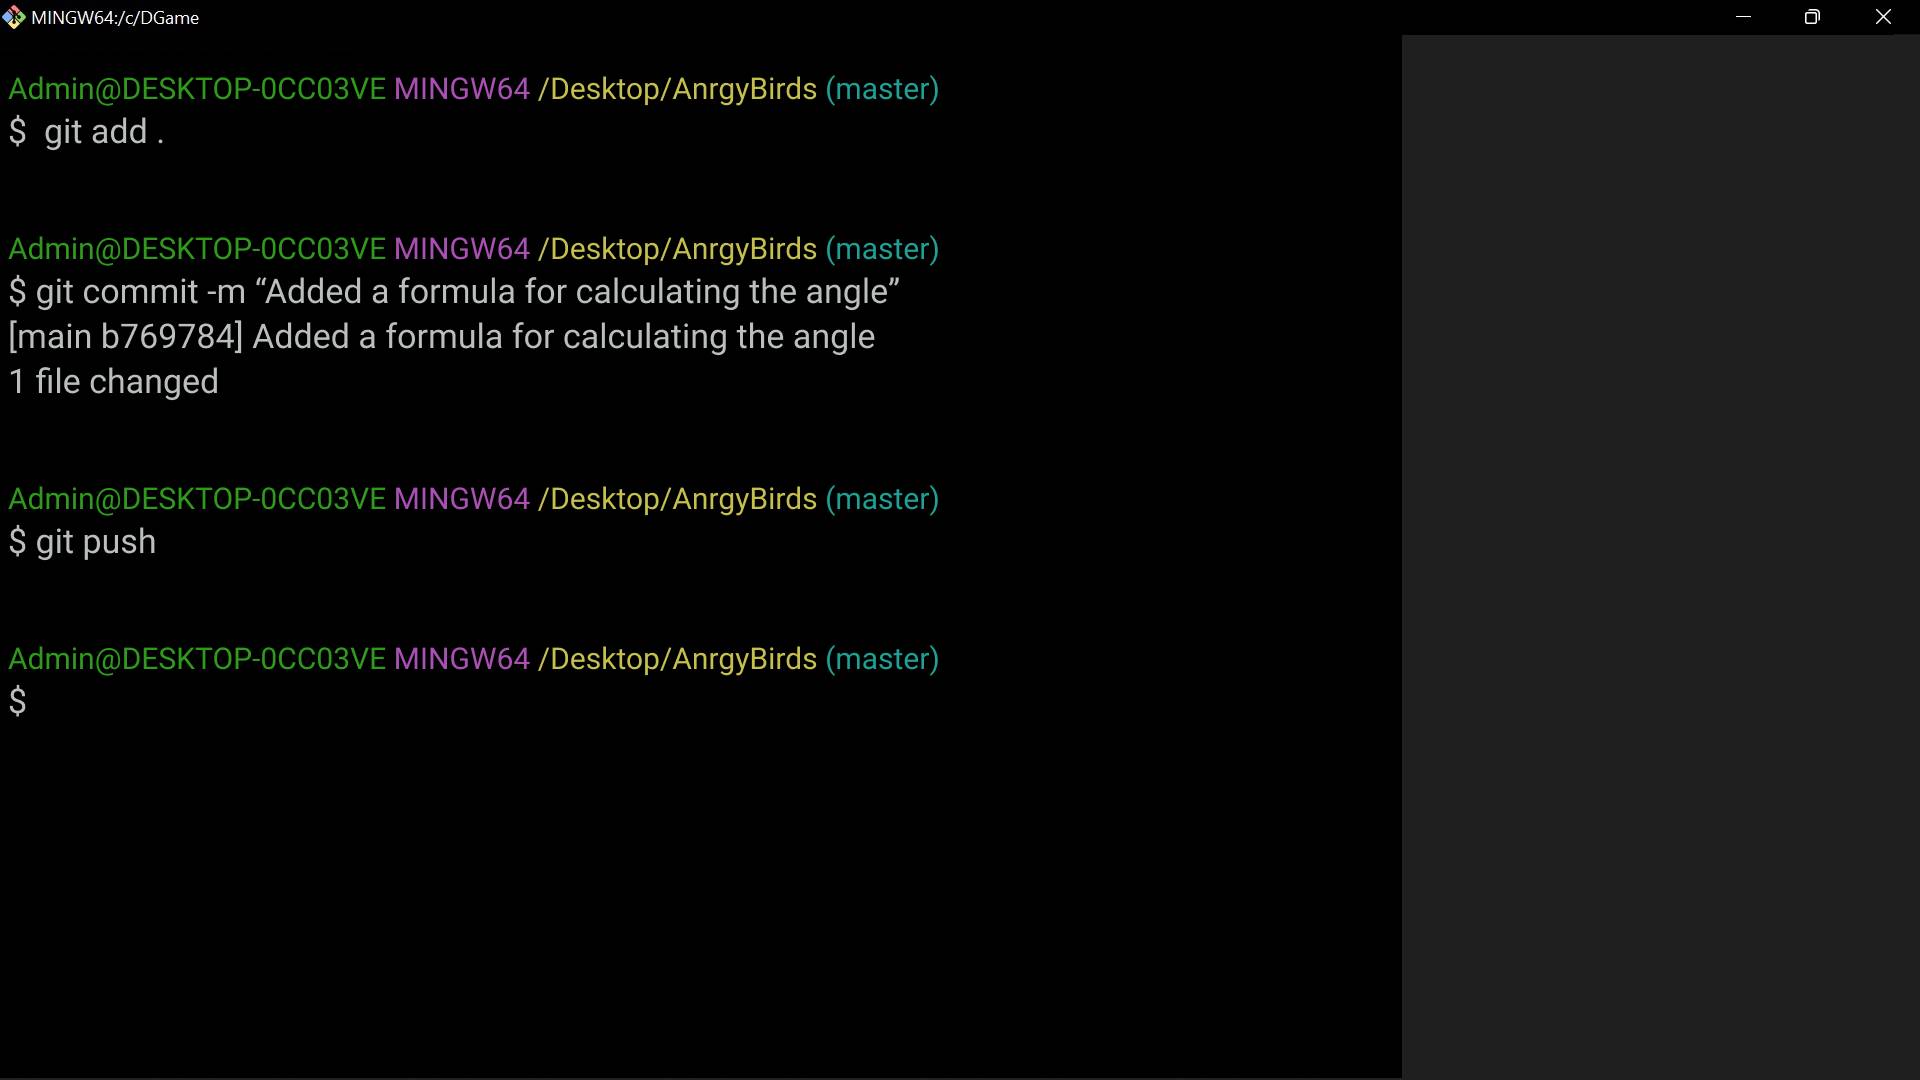 MINGW64:/c/DGame
Admin@DESKTOP-0CC03VE MINGW64 /Desktop/AnrgyBirds (master)
$ git add .
Admin@DESKTOP-0CC03VE MINGW64 /Desktop/AnrgyBirds (master)
$ git commit -m “Added a formula for calculating the angle”
[main b769784] Added a formula for calculating the angle
1 file changed
Admin@DESKTOP-0CC03VE MINGW64 /Desktop/AnrgyBirds (master)
$ git push
Admin@DESKTOP-0CC03VE MINGW64 /Desktop/AnrgyBirds (master)
$